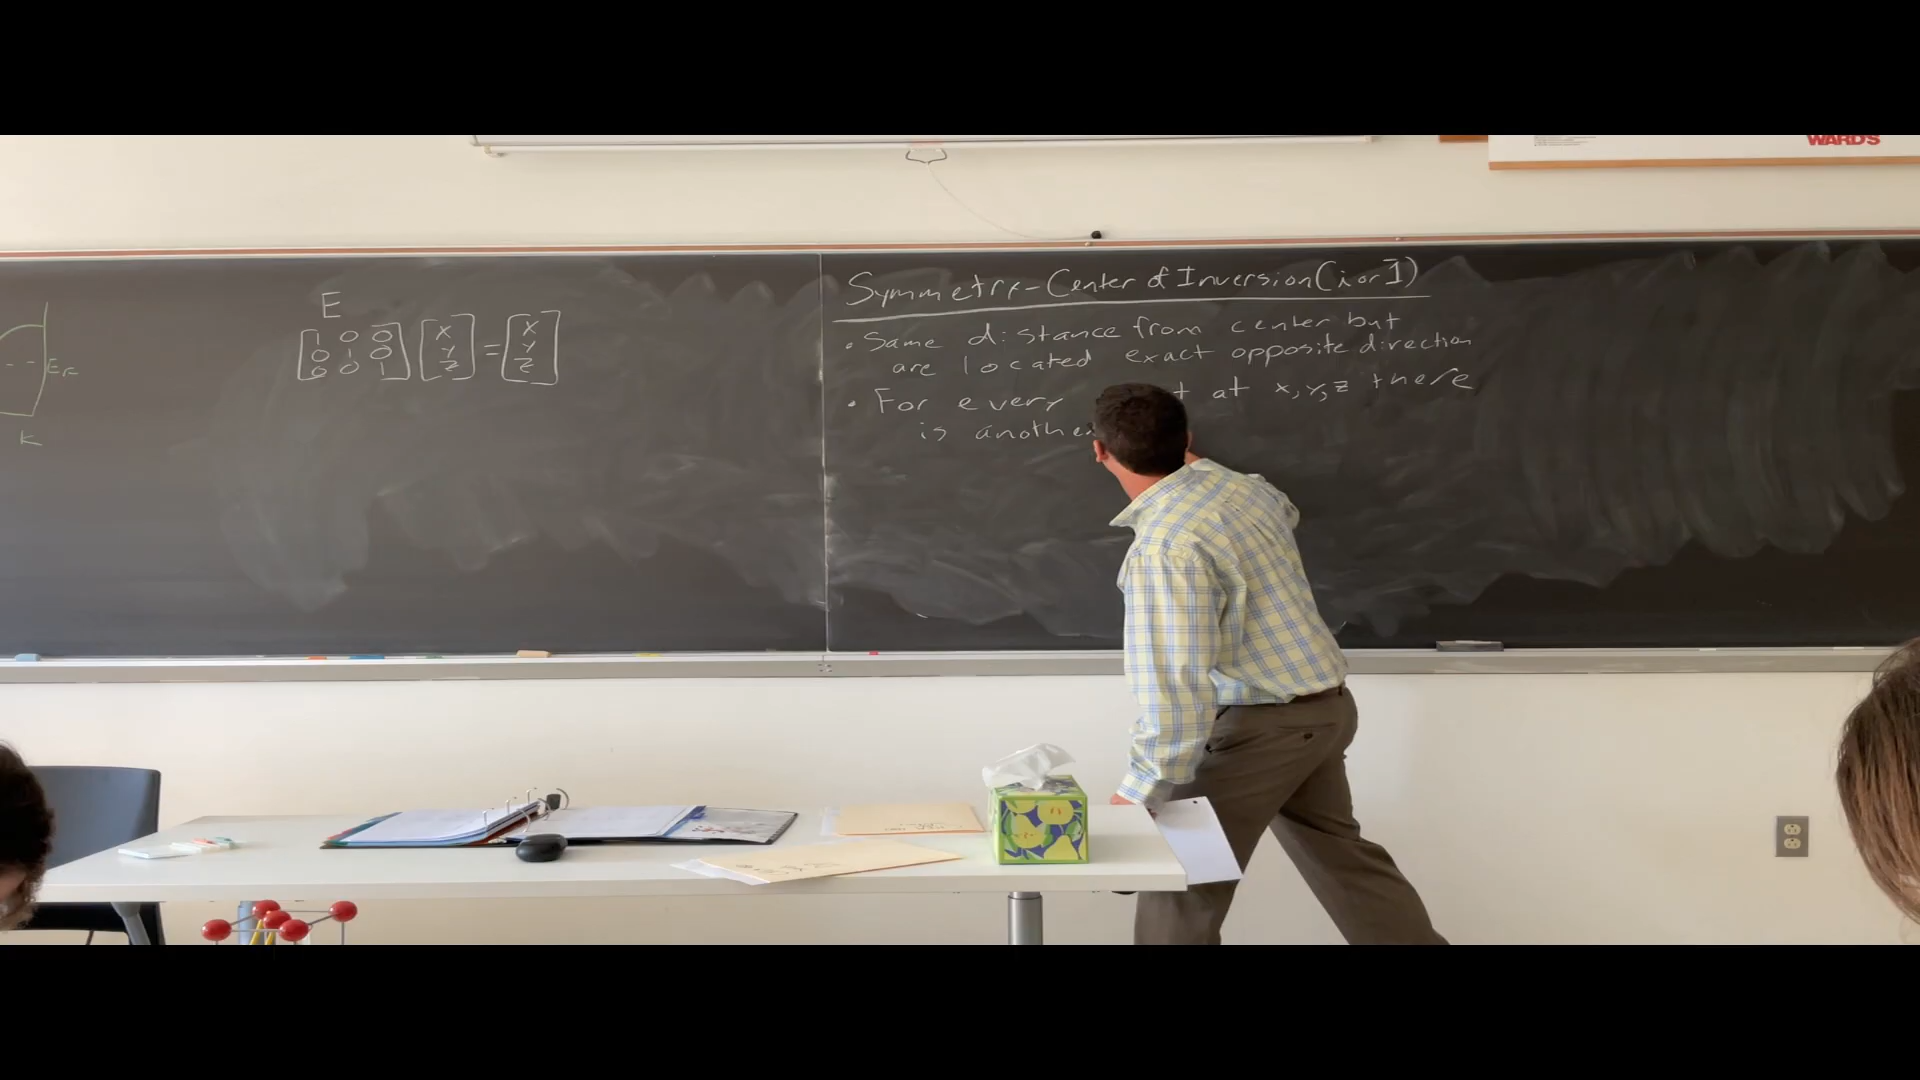 WARD'S
E_F
K
E
[1 0 0] [x] = [x]
[0 1 0] [y] [y]
[0 0 1] [z] [z]
Symmetry - Center of Inversion (i or 1̄)
• Same distance from center but
are located exact opposite direction
• For every t at x, y, z there
is another